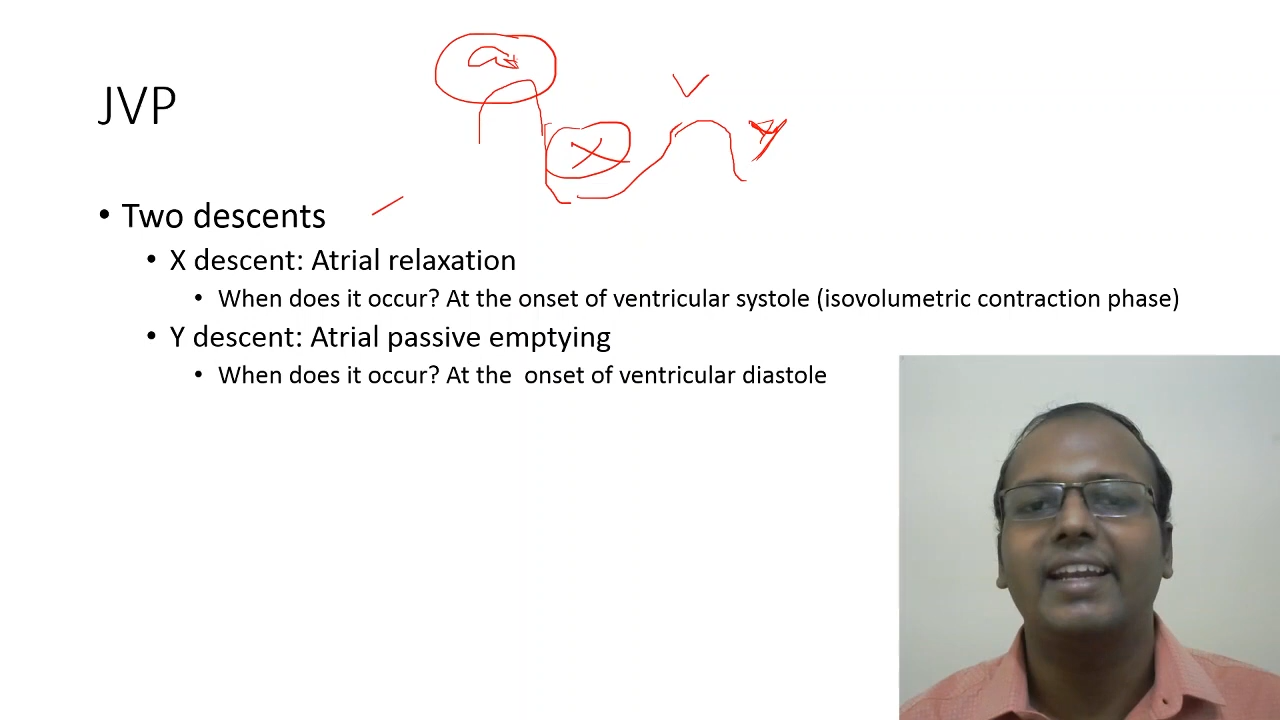 a
x
V
y
JVP
• Two descents
• X descent: Atrial relaxation
• When does it occur? At the onset of ventricular systole (isovolumetric contraction phase)
• Y descent: Atrial passive emptying
• When does it occur? At the  onset of ventricular diastole